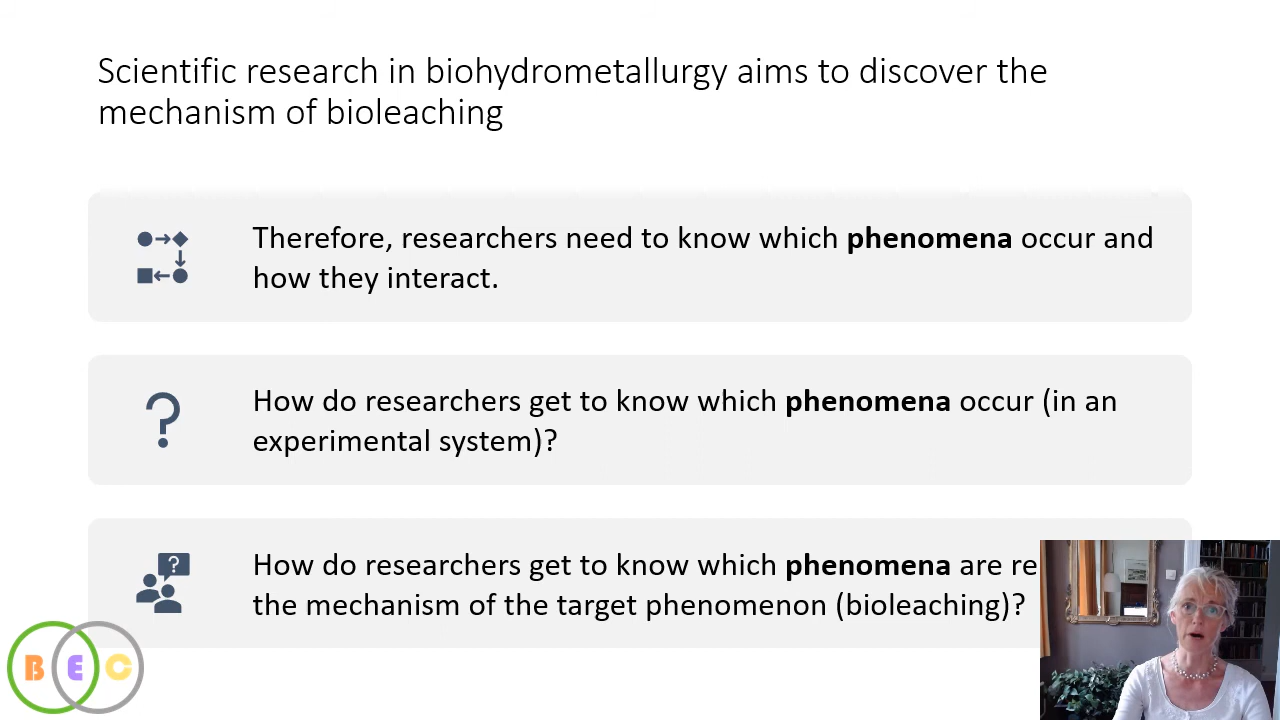 Scientific research in biohydrometallurgy aims to discover the
mechanism of bioleaching
Therefore, researchers need to know which phenomena occur and
how they interact.
How do researchers get to know which phenomena occur (in an
experimental system)?
How do researchers get to know which phenomena are
the mechanism of the target phenomenon (bioleaching)?
B E C